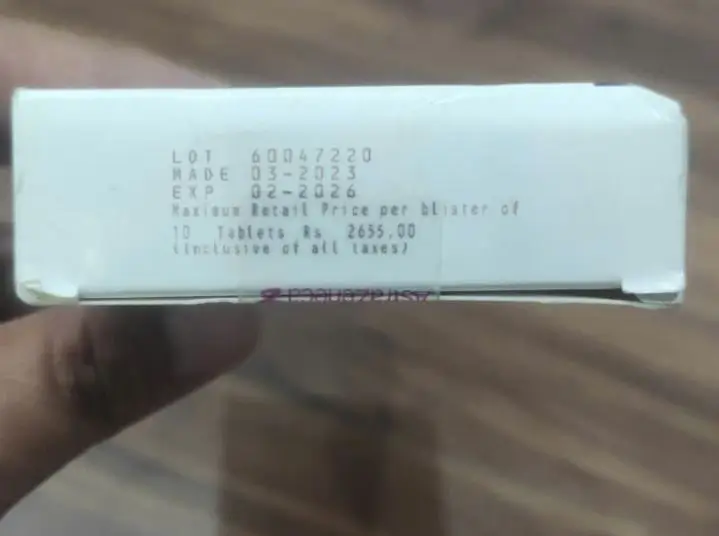 LOT 60047220
MADE 03-2023
EXP 02-2026
Maximum Retail Price per blister of
10 Tablets Rs 2655.00
(Inclusive of all taxes)
AstraZeneca